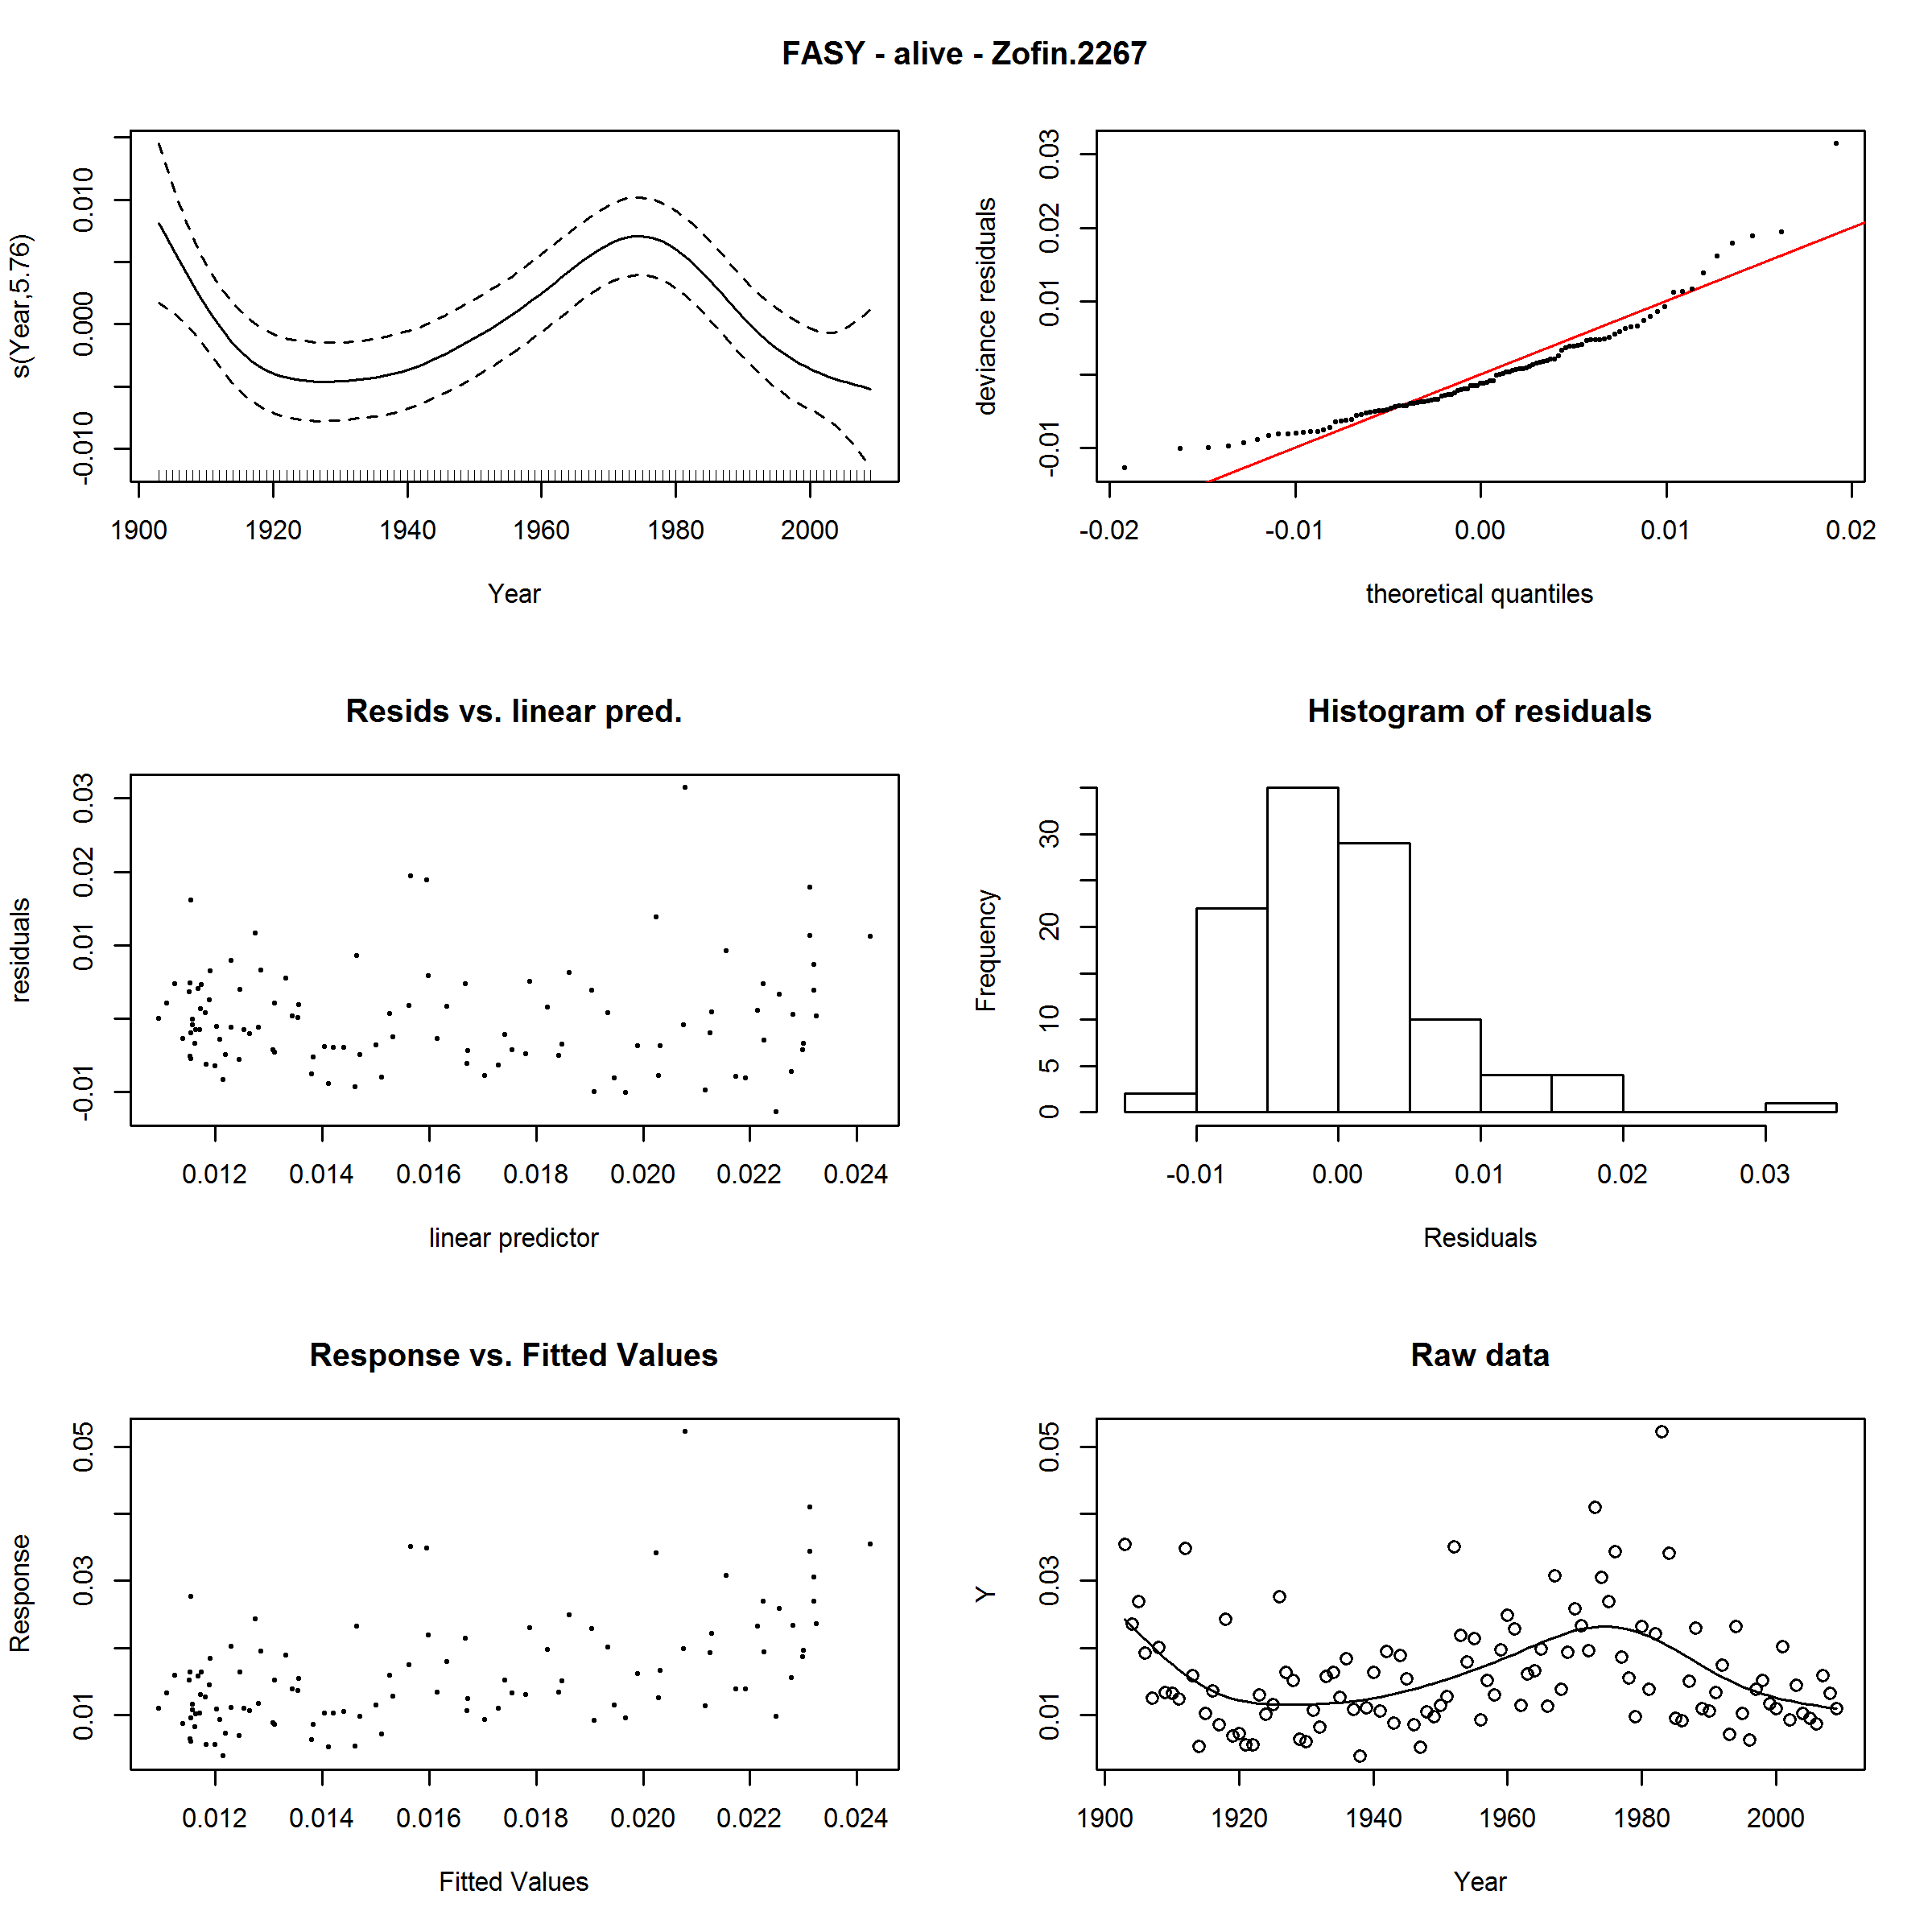 FASY - alive - Zofin.2267
s(Year,5.76)
0.010
0.000
-0.010
1900 1920 1940 1960 1980 2000
Year
deviance residuals
0.03
0.02
0.01
-0.01
-0.02 -0.01 0.00 0.01 0.02
theoretical quantiles
Resids vs. linear pred.
residuals
0.03
0.02
0.01
-0.01
0.012 0.014 0.016 0.018 0.020 0.022 0.024
linear predictor
Histogram of residuals
Frequency
30
20
10
5
0
-0.01 0.00 0.01 0.02 0.03
Residuals
Response vs. Fitted Values
Response
0.05
0.03
0.01
0.012 0.014 0.016 0.018 0.020 0.022 0.024
Fitted Values
Raw data
Y
0.05
0.03
0.01
1900 1920 1940 1960 1980 2000
Year